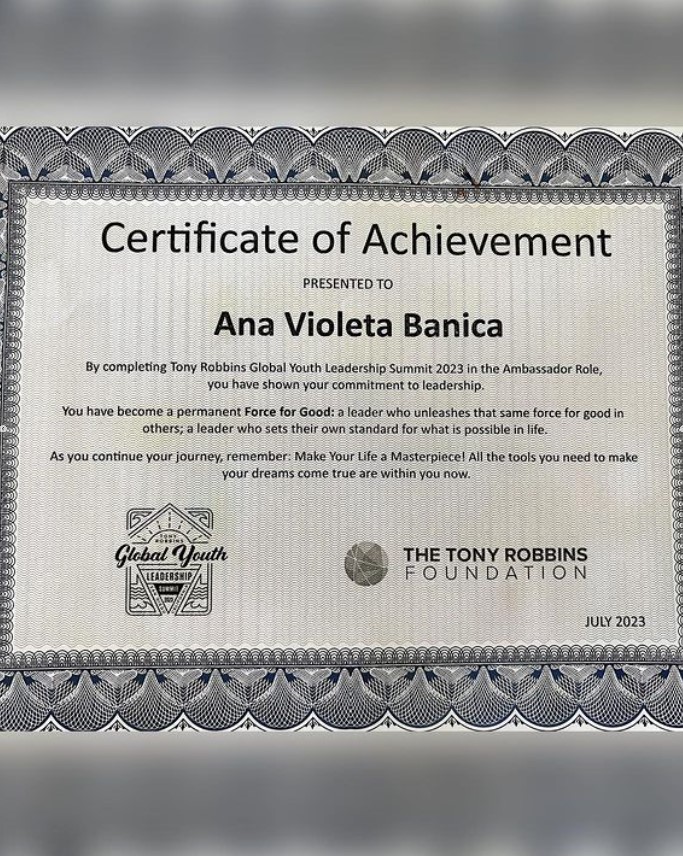 Certificate of Achievement
PRESENTED TO
Ana Violeta Banica
By completing Tony Robbins Global Youth Leadership Summit 2023 in the Ambassador Role,
you have shown your commitment to leadership.
You have become a permanent Force for Good: a leader who unleashes that same force for good in
others; a leader who sets their own standard for what is possible in life.
As you continue your journey, remember: Make Your Life a Masterpiece! All the tools you need to make
your dreams come true are within you now.
TONY
ROBBINS
Global Youth
LEADERSHIP
SUMMIT
2023
THE TONY ROBBINS
FOUNDATION
JULY 2023